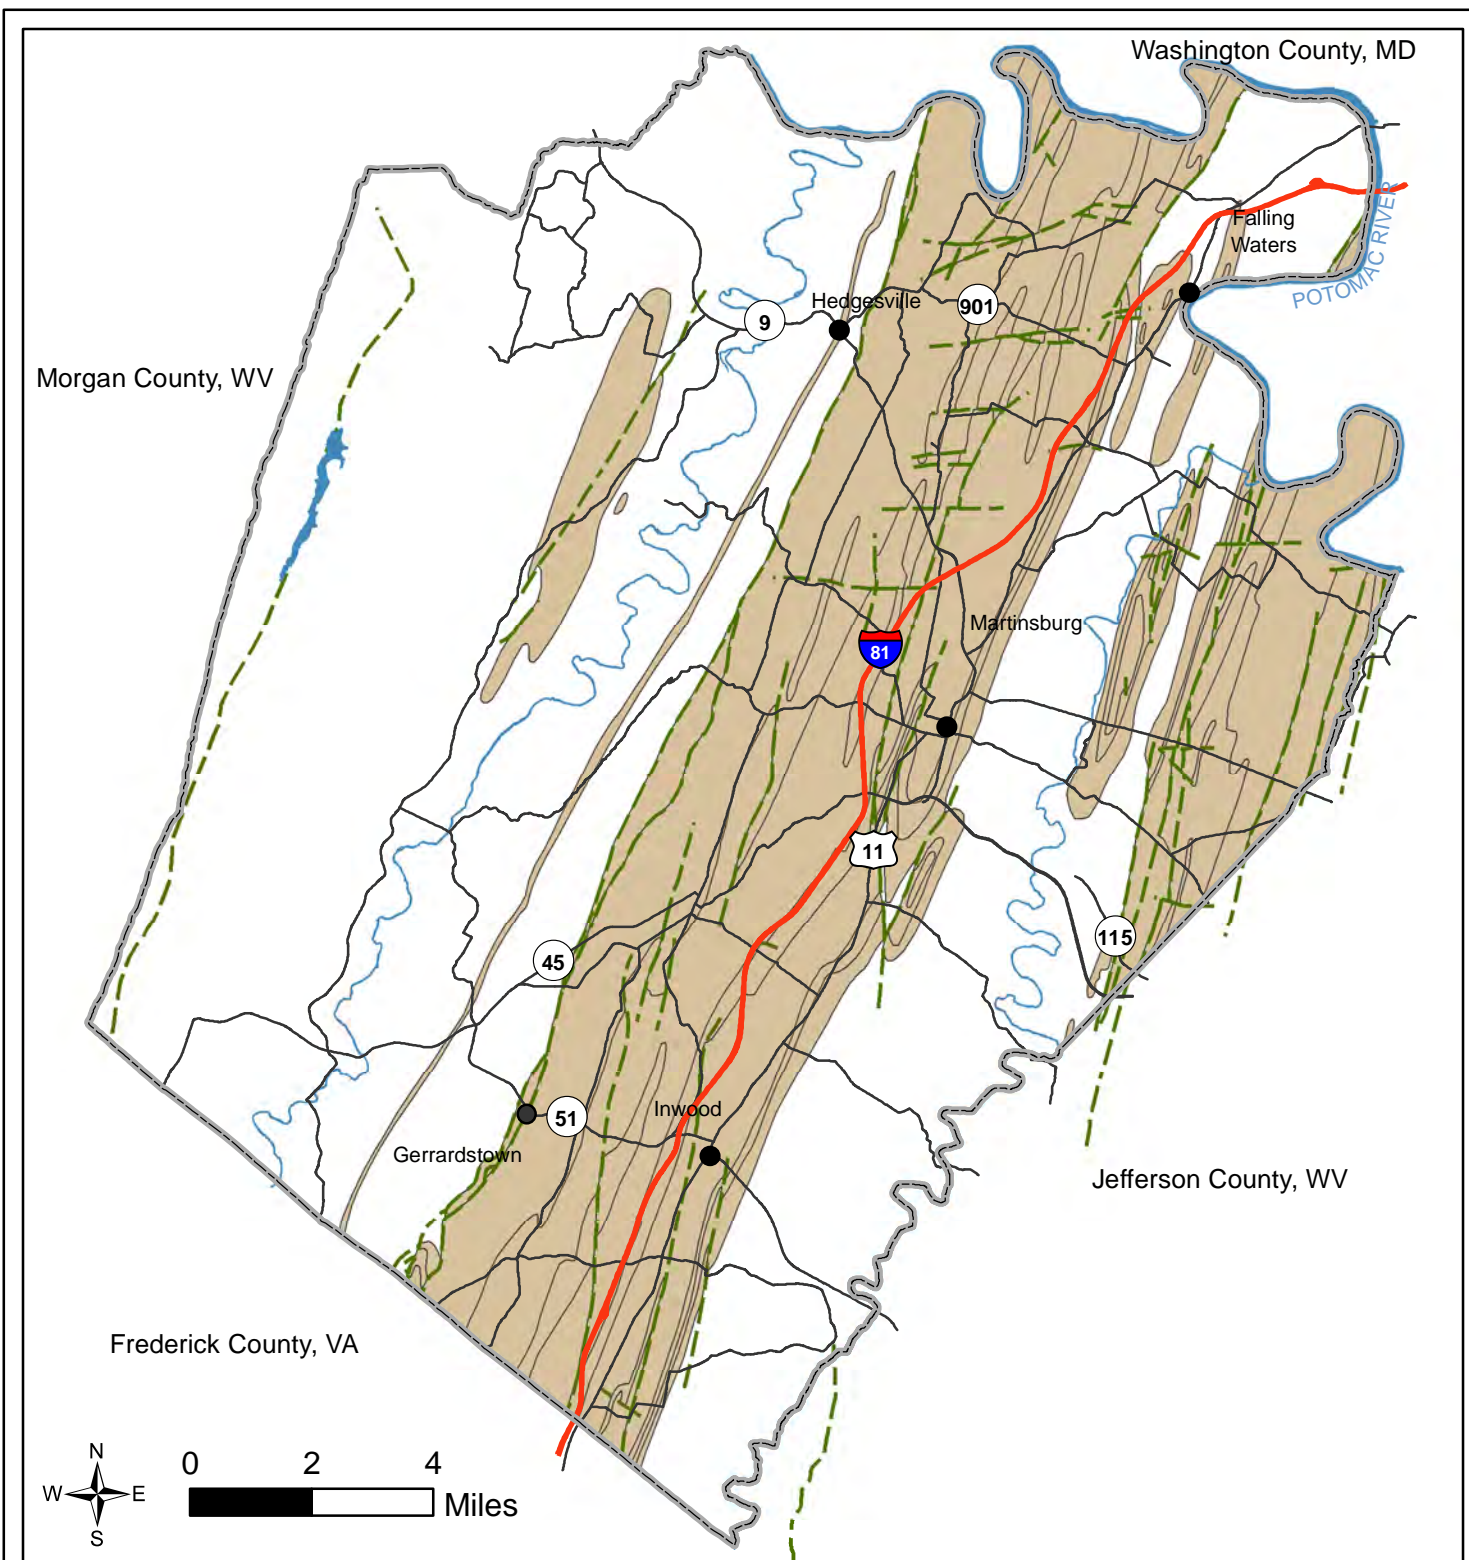 Washington County, MD
Falling
Waters
POTOMAC RIVER
Hedgesville
901
9
Morgan County, WV
Martinsburg
81
11
115
45
51
Inwood
Gerrardstown
Jefferson County, WV
Frederick County, VA
N
W E
S
0 2 4
Miles